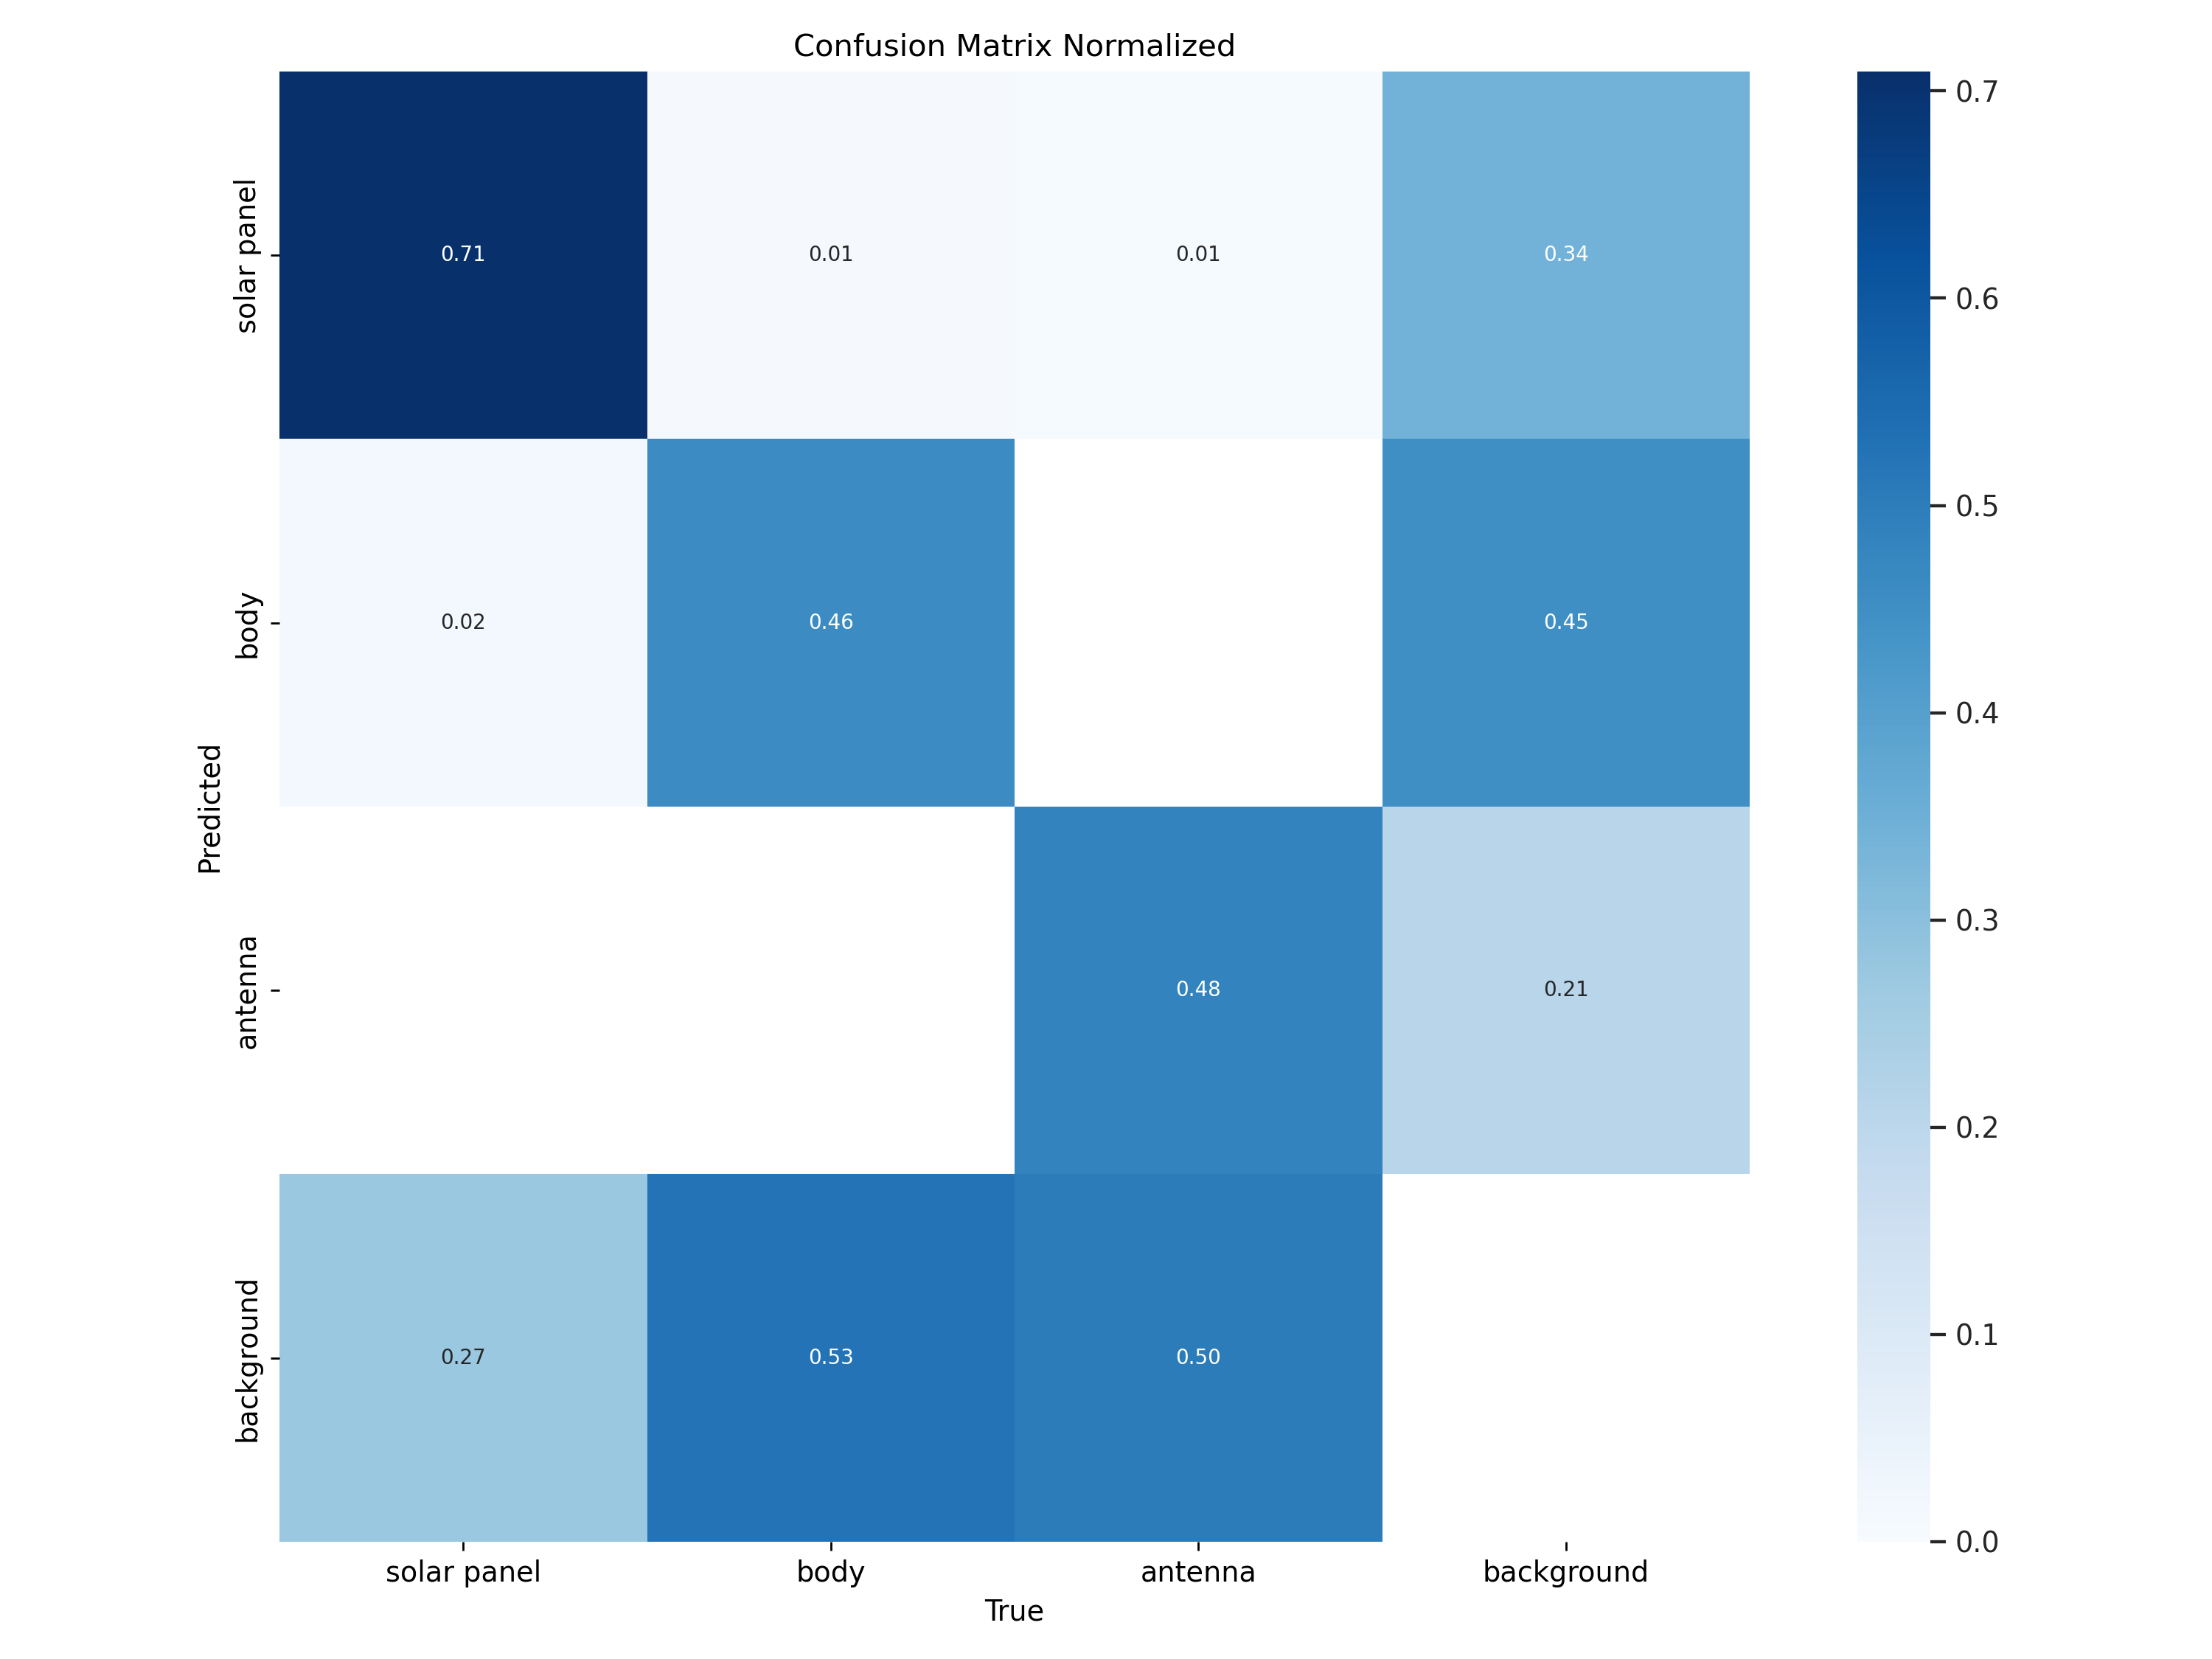 Confusion Matrix Normalized
solar panel
0.71
0.01
0.01
0.34
body
0.02
0.46
0.45
antenna
0.48
0.21
background
0.27
0.53
0.50
Predicted
solar panel
body
antenna
background
True
0.7
0.6
0.5
0.4
0.3
0.2
0.1
0.0